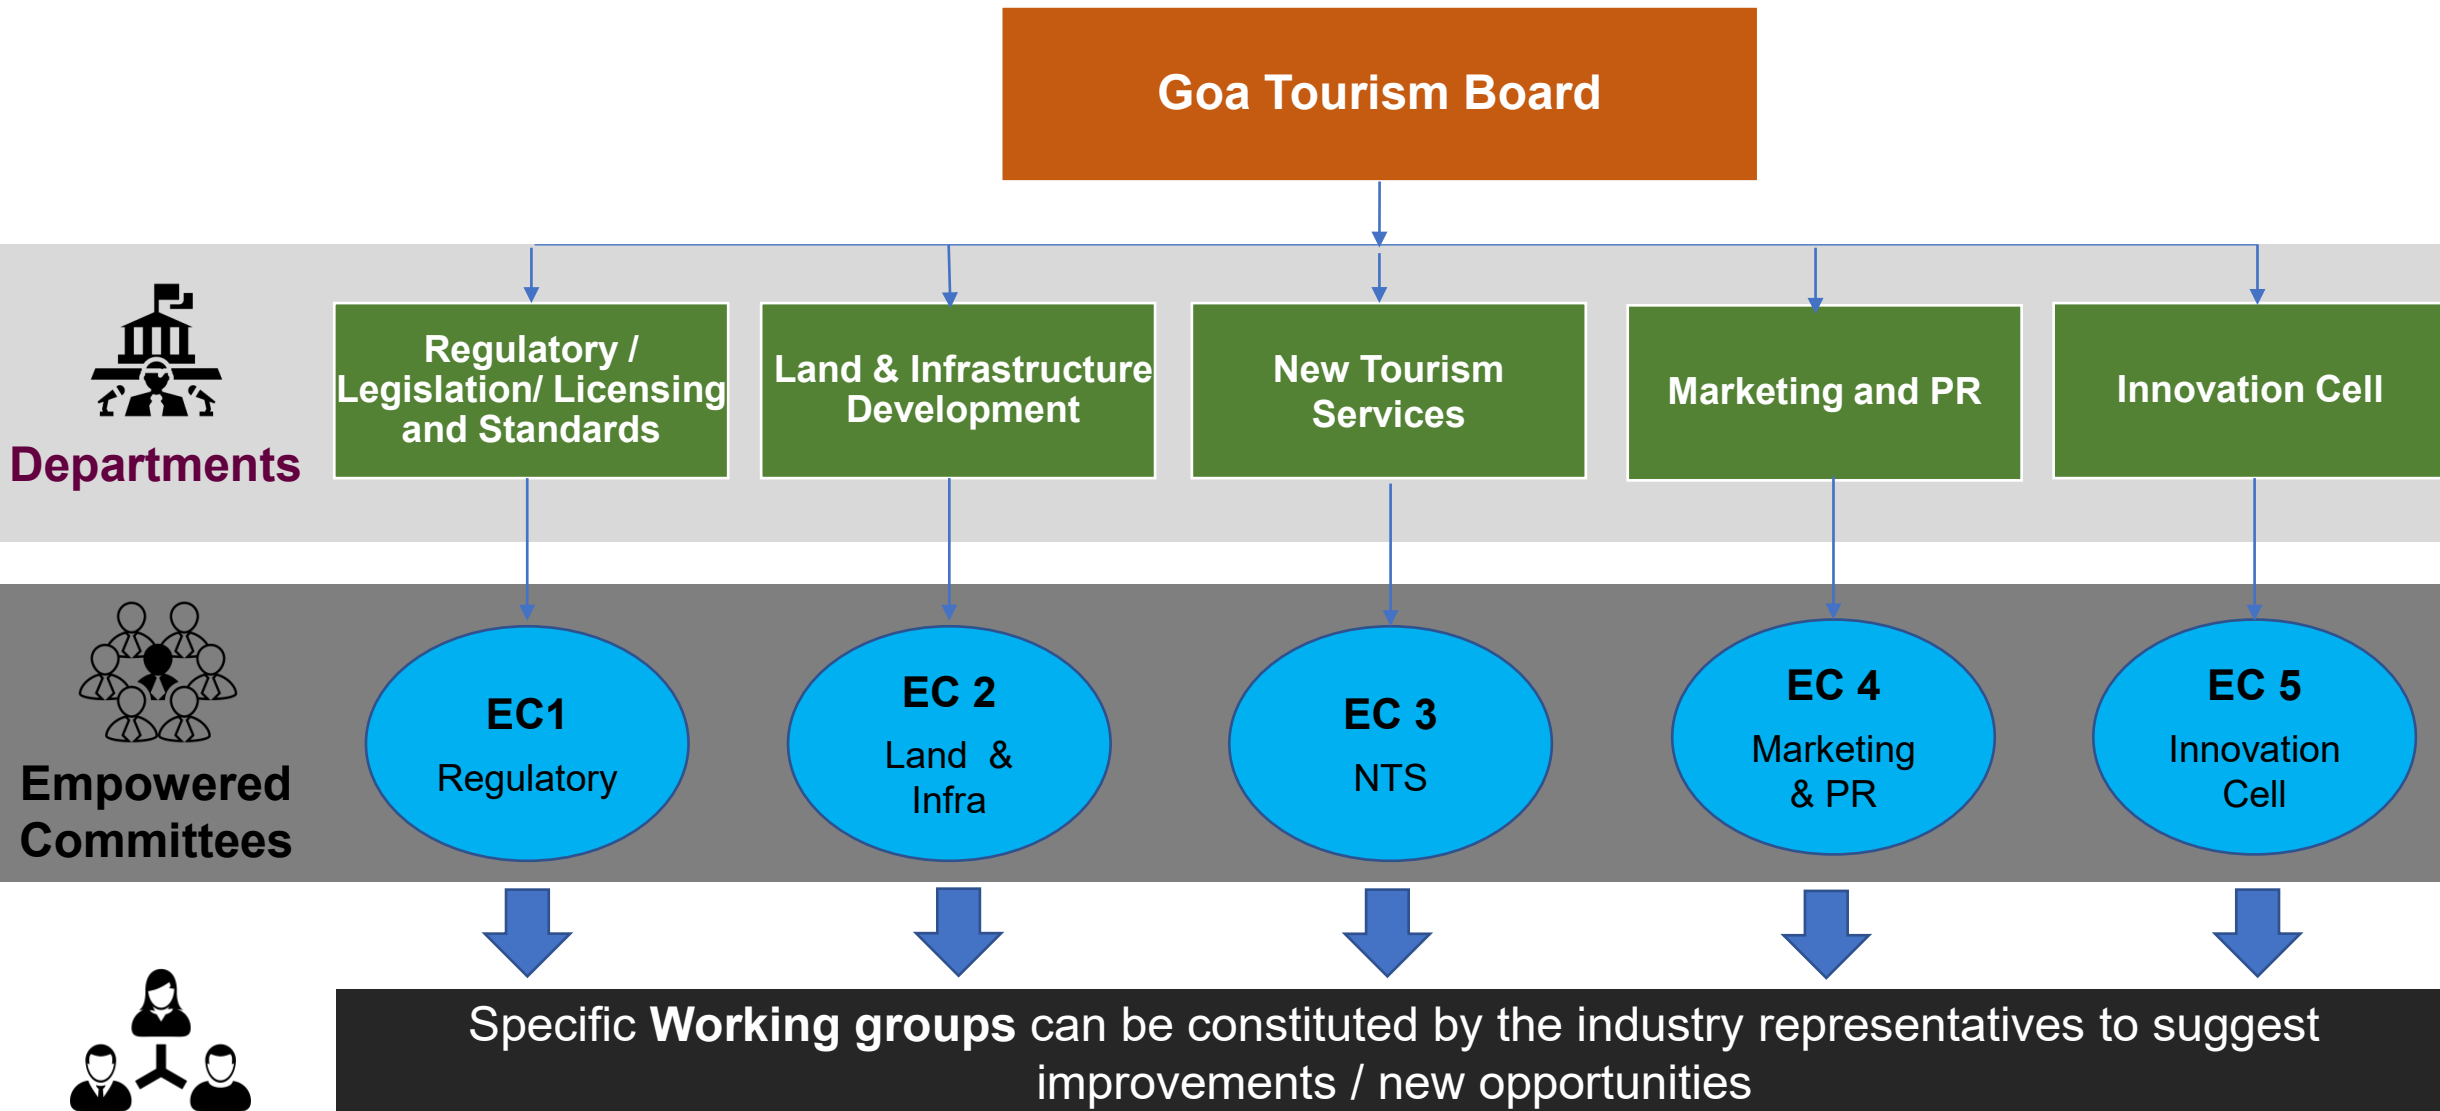 Goa Tourism Board
Departments
Regulatory /
Legislation/ Licensing
and Standards
Land & Infrastructure
Development
New Tourism
Services
Marketing and PR
Innovation Cell
Empowered
Committees
EC1
Regulatory
EC 2
Land & 
Infra
EC 3
NTS
EC 4
Marketing
& PR
EC 5
Innovation
Cell
Specific Working groups can be constituted by the industry representatives to suggest
improvements / new opportunities